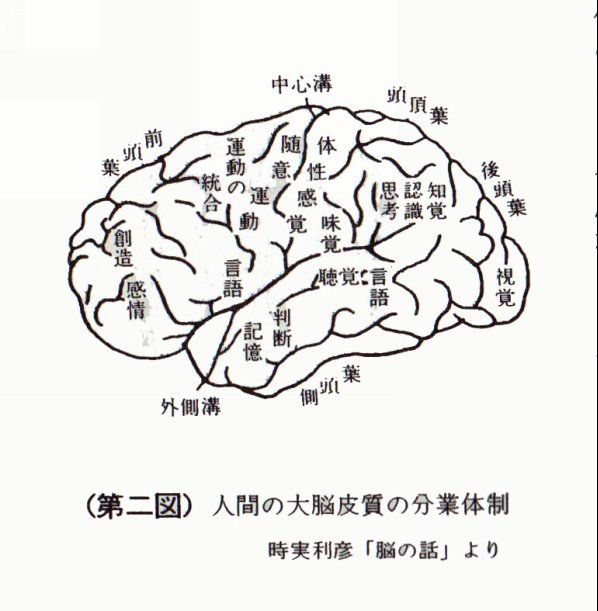 中心溝
頭頂葉
前頭葉
後頭葉
運動の
統合
随意
運動
体性
感覚
味覚
思考
認識
知覚
創造
感情
言語
聴覚
言語
視覚
判断
記憶
外側溝
側頭葉
(第二図) 人間の大脳皮質の分業体制
時実利彦「脳の話」より